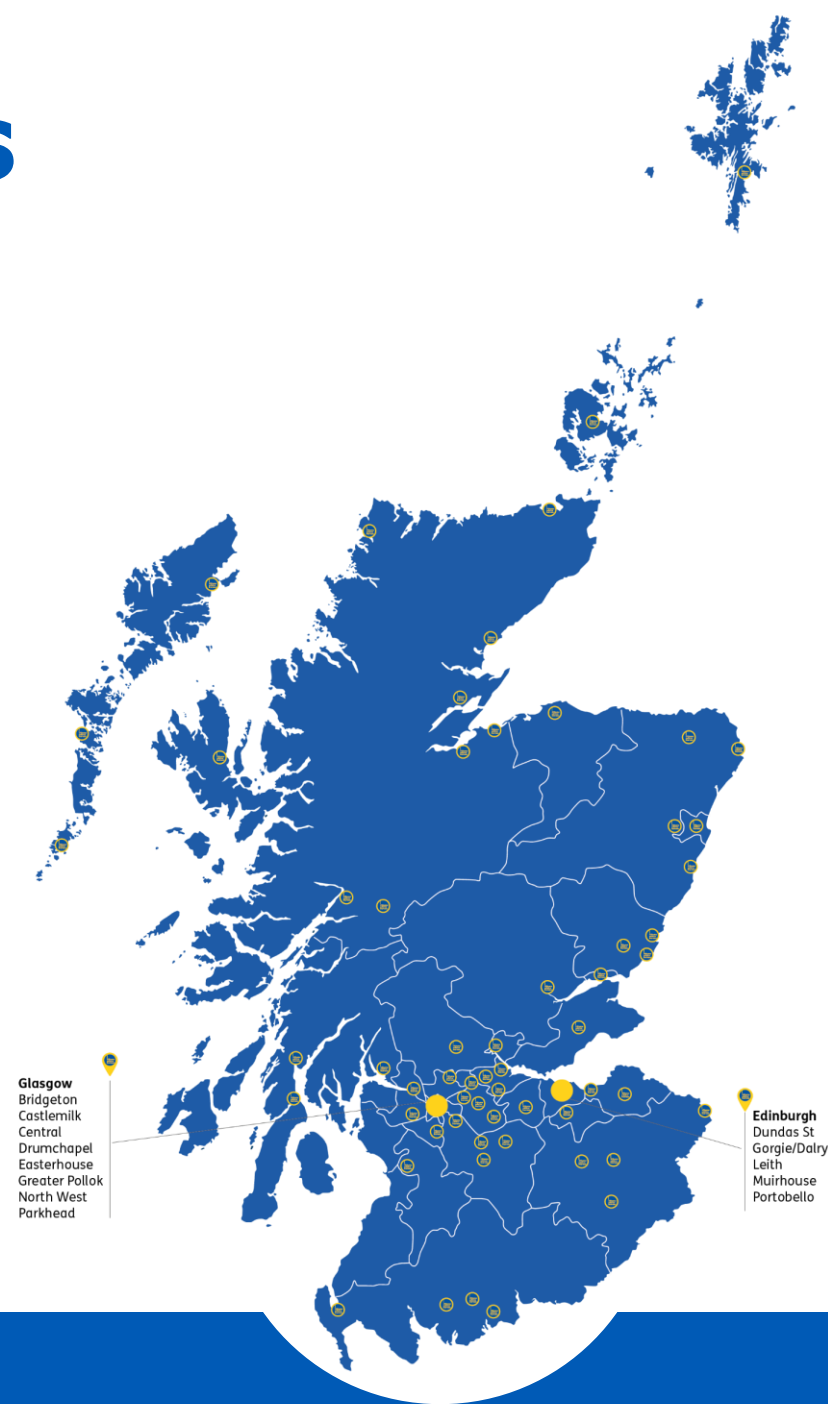 s
Glasgow
Bridgeton
Castlemilk
Central
Drumchapel
Easterhouse
Greater Pollok
North West
Parkhead
Edinburgh
Dundas St
Gorgie/Dalry
Leith
Muirhouse
Portobello